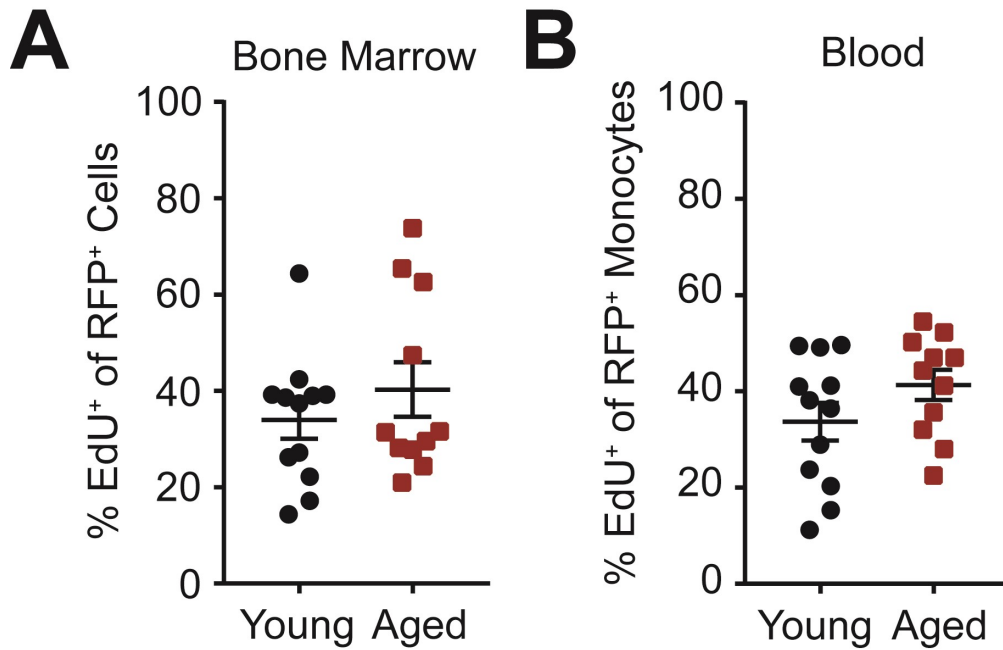 A
Bone Marrow
% EdU⁺ of RFP⁺ Cells
100
80
60
40
20
0
Young Aged
B
Blood
% EdU⁺ of RFP⁺ Monocytes
100
80
60
40
20
0
Young Aged